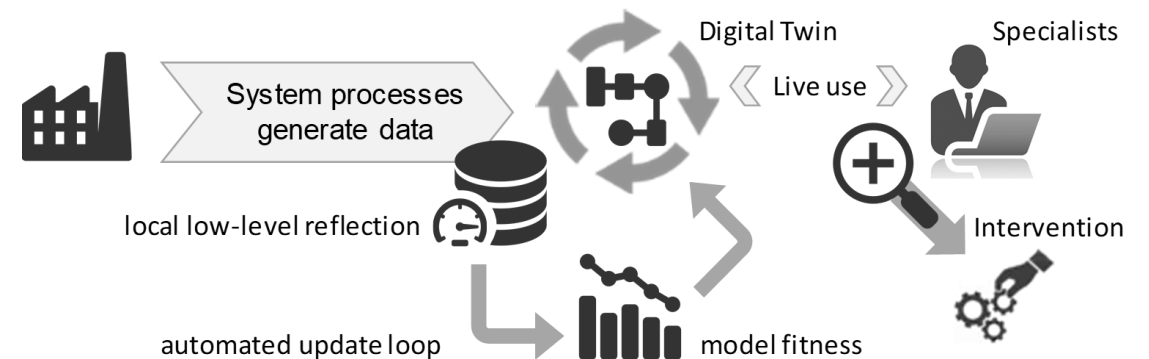 Digital Twin
Specialists
System processes
generate data
Live use
local low-level reflection
Intervention
automated update loop
model fitness